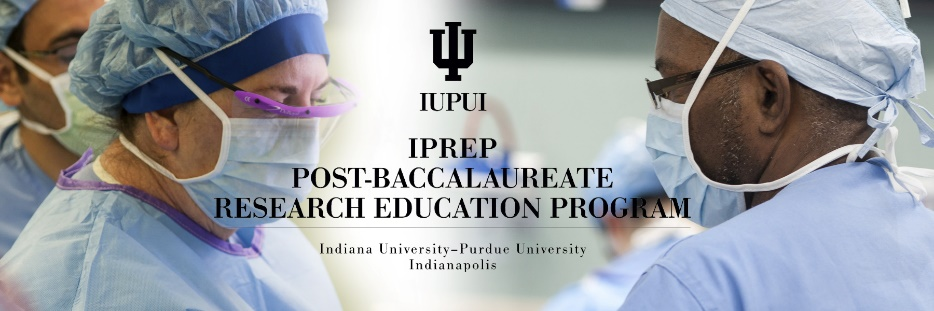 IUPUI
IPREP
POST-BACCALAUREATE
RESEARCH EDUCATION PROGRAM
Indiana University–Purdue University
Indianapolis